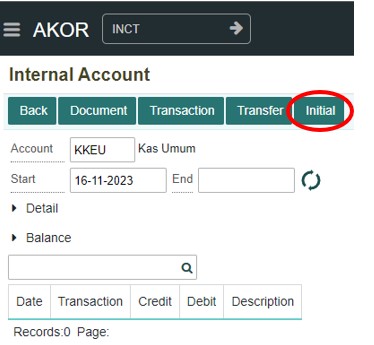 AKOR INCT
Internal Account
Back Document Transaction Transfer Initial
Account KKEU Kas Umum
Start 16-11-2023 End
Detail
Balance
Date Transaction Credit Debit Description
Records:0 Page: